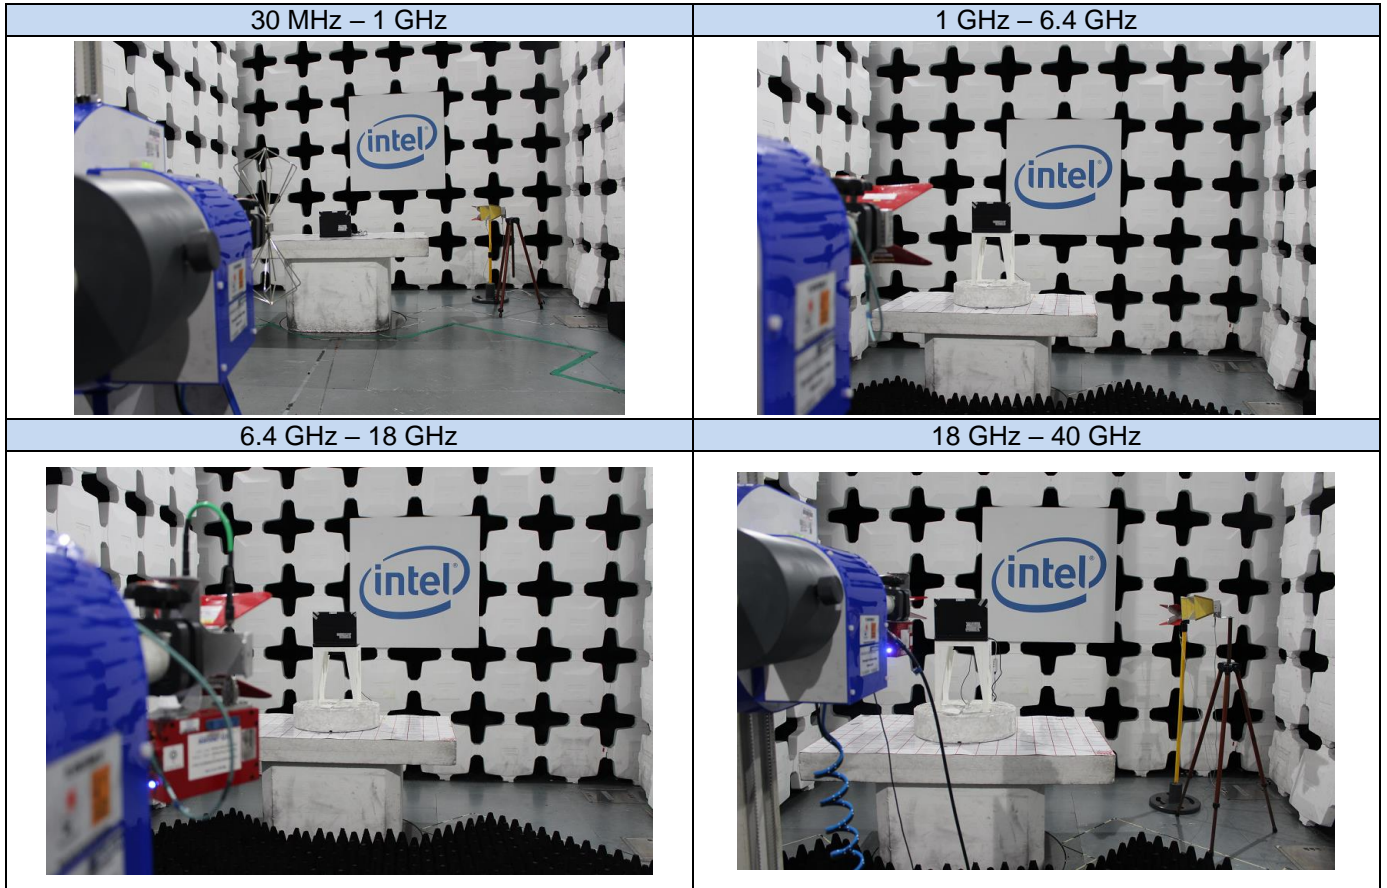 30 MHz – 1 GHz
1 GHz – 6.4 GHz
intel
intel
6.4 GHz – 18 GHz
18 GHz – 40 GHz
intel
intel